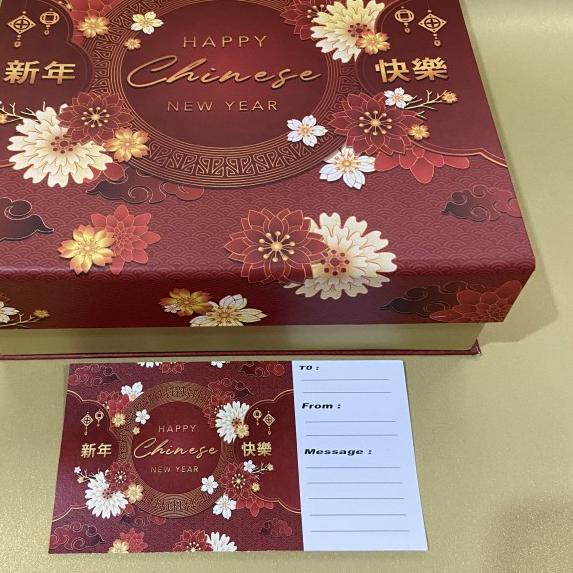 HAPPY
新年 Chinese 快樂
NEW YEAR
TO :
From :
HAPPY
新年 Chinese 快樂
NEW YEAR
Message :